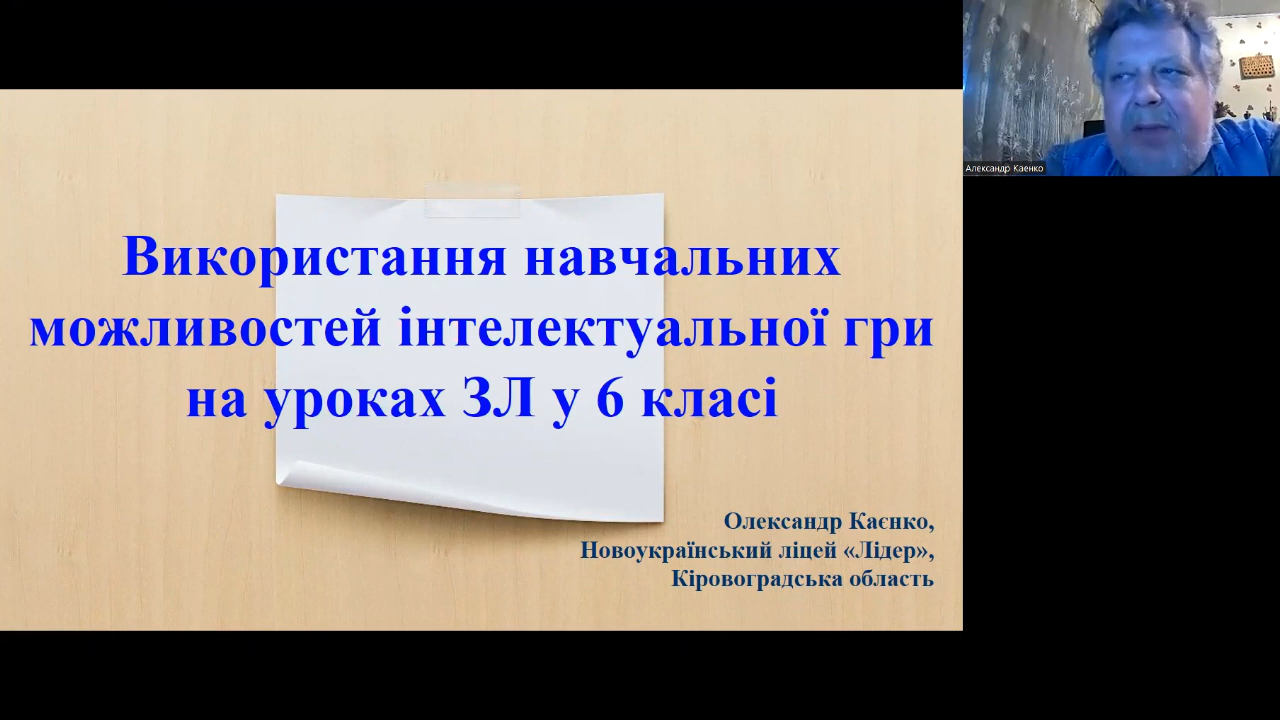 Використання навчальних
можливостей інтелектуальної гри
на уроках ЗЛ у 6 класі
Олександр Каєнко,
Новоукраїнський ліцей «Лідер»,
Кіровоградська область
Александр Каенко